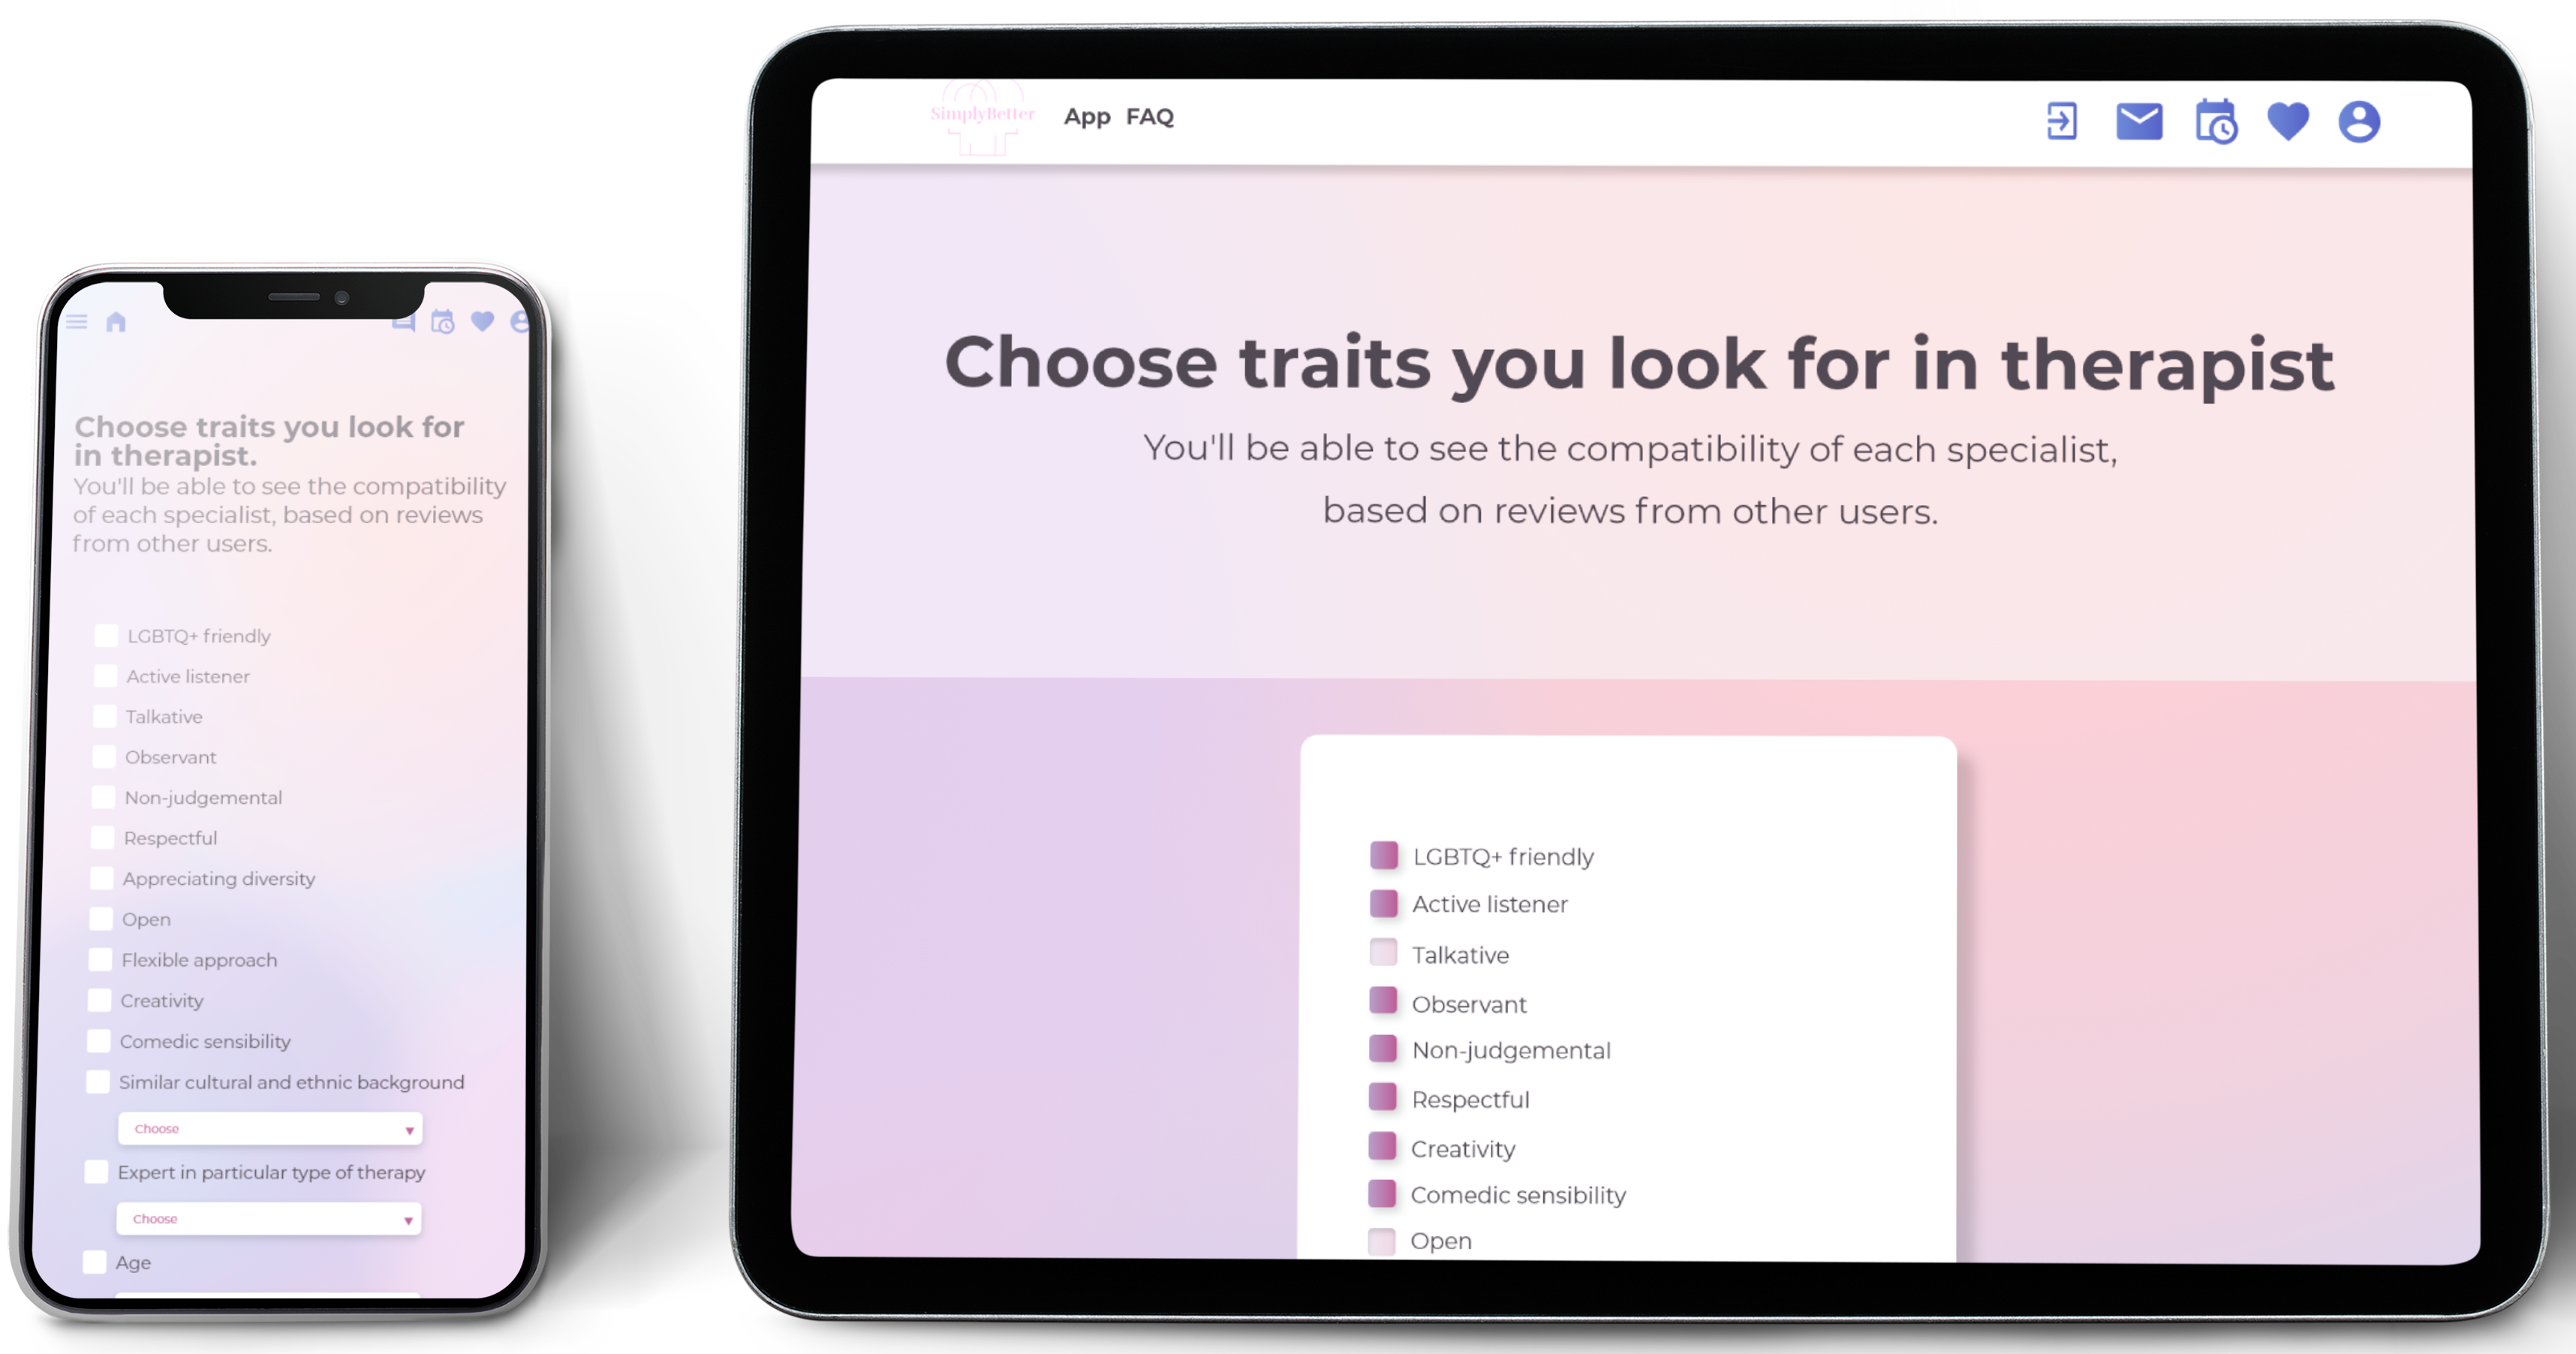 Choose traits you look for
in therapist.
You'll be able to see the compatibility
of each specialist, based on reviews
from other users.
LGBTQ+ friendly
Active listener
Talkative
Observant
Non-judgemental
Respectful
Appreciating diversity
Open
Flexible approach
Creativity
Comedic sensibility
Similar cultural and ethnic background
Choose
Expert in particular type of therapy
Choose
Age
SimplyBetter App FAQ
Choose traits you look for in therapist
You'll be able to see the compatibility of each specialist,
based on reviews from other users.
LGBTQ+ friendly
Active listener
Talkative
Observant
Non-judgemental
Respectful
Creativity
Comedic sensibility
Open